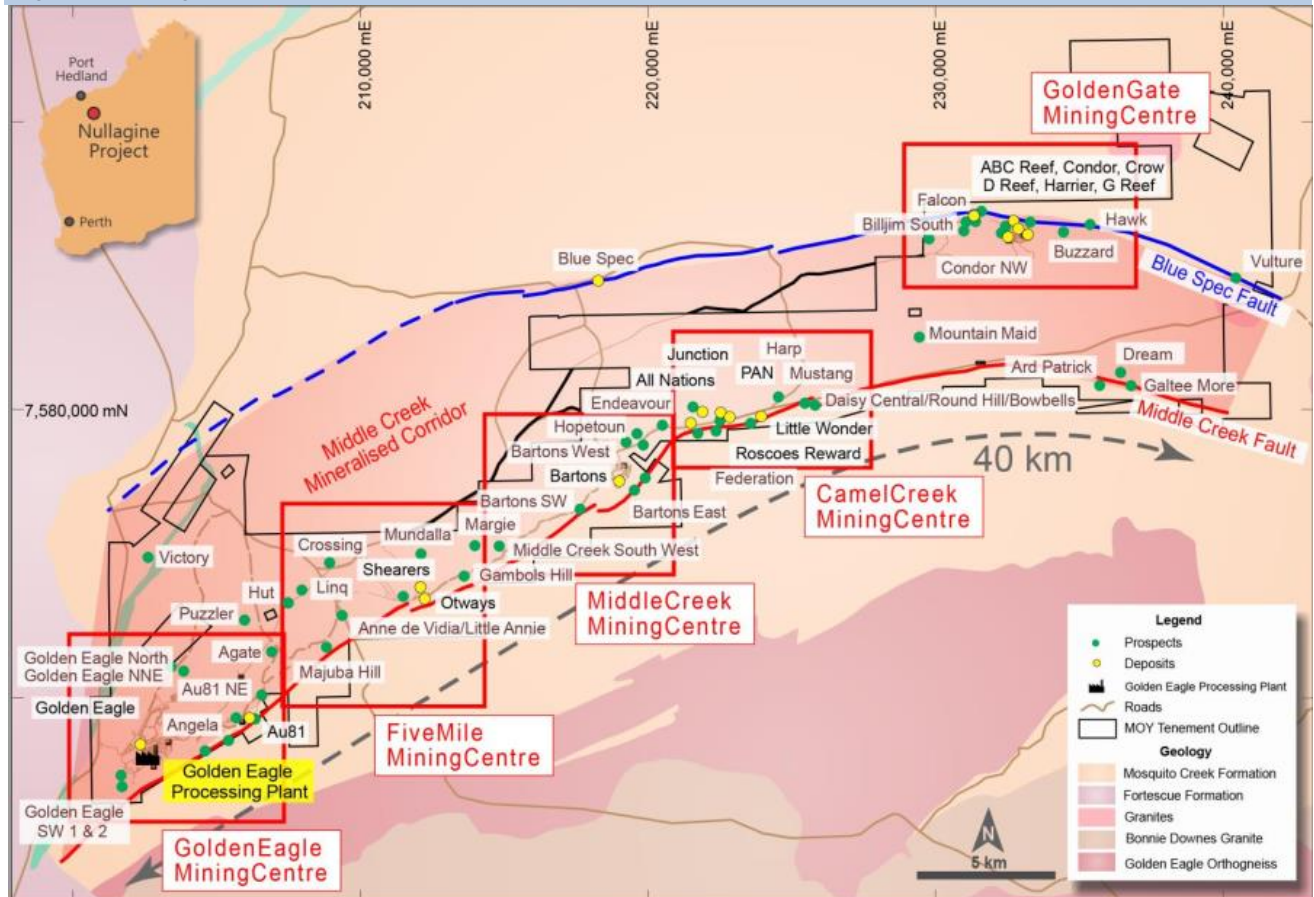 Port
Hedland
Nullagine
Project
Perth
210,000 mE
220,000 mE
230,000 mE
240,000 mE
7,580,000 mN
GoldenGate
MiningCentre
ABC Reef, Condor, Crow
D Reef, Harrier, G Reef
Falcon
Billjim South
Hawk
Buzzard
Condor NW
Blue Spec
Blue Spec Fault
Vulture
Mountain Maid
Junction
Harp
All Nations
PAN
Mustang
Endeavour
Ard Patrick
Dream
Galtee More
Daisy Central/Round Hill/Bowbells
Middle Creek Fault
Hopetoun
Little Wonder
Bartons West
Roscoes Reward
40 km
Bartons
Federation
CamelCreek
MiningCentre
Middle Creek
Mineralised Corridor
Bartons SW
Bartons East
Margie
Mundalla
Crossing
Middle Creek South West
Victory
Shearers
Gambols Hill
Linq
Hut
Otways
MiddleCreek
MiningCentre
Puzzler
Anne de Vidia/Little Annie
Agate
Majuba Hill
Golden Eagle North
Golden Eagle NNE
Au81 NE
Golden Eagle
Angela
Au81
FiveMile
MiningCentre
Golden Eagle
Processing Plant
Golden Eagle
SW 1 & 2
GoldenEagle
MiningCentre
N
5 km
Legend
Prospects
Deposits
Golden Eagle Processing Plant
Roads
MOY Tenement Outline
Geology
Mosquito Creek Formation
Fortescue Formation
Granites
Bonnie Downes Granite
Golden Eagle Orthogneiss